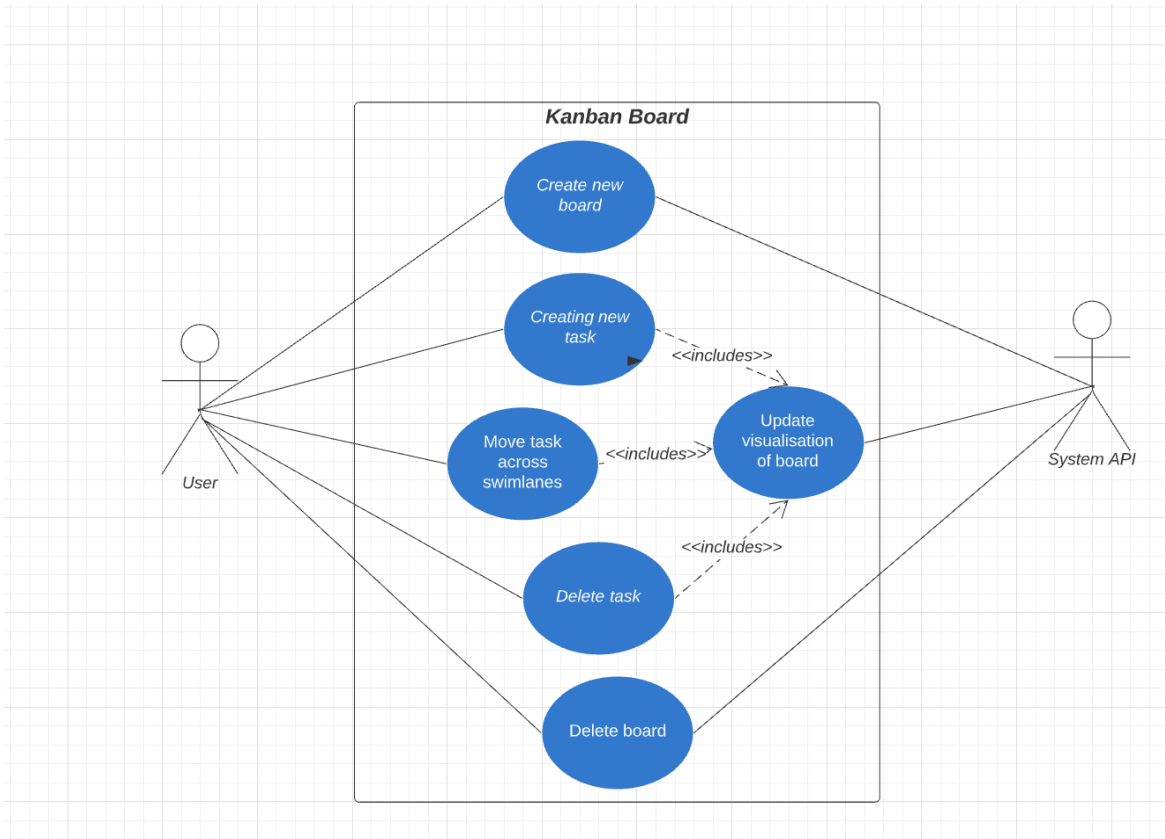 Kanban Board
Create new
board
Creating new
task
<<includes>>
Update
visualisation
of board
Move task
across
swimlanes
<<includes>>
User
System API
<<includes>>
Delete task
Delete board